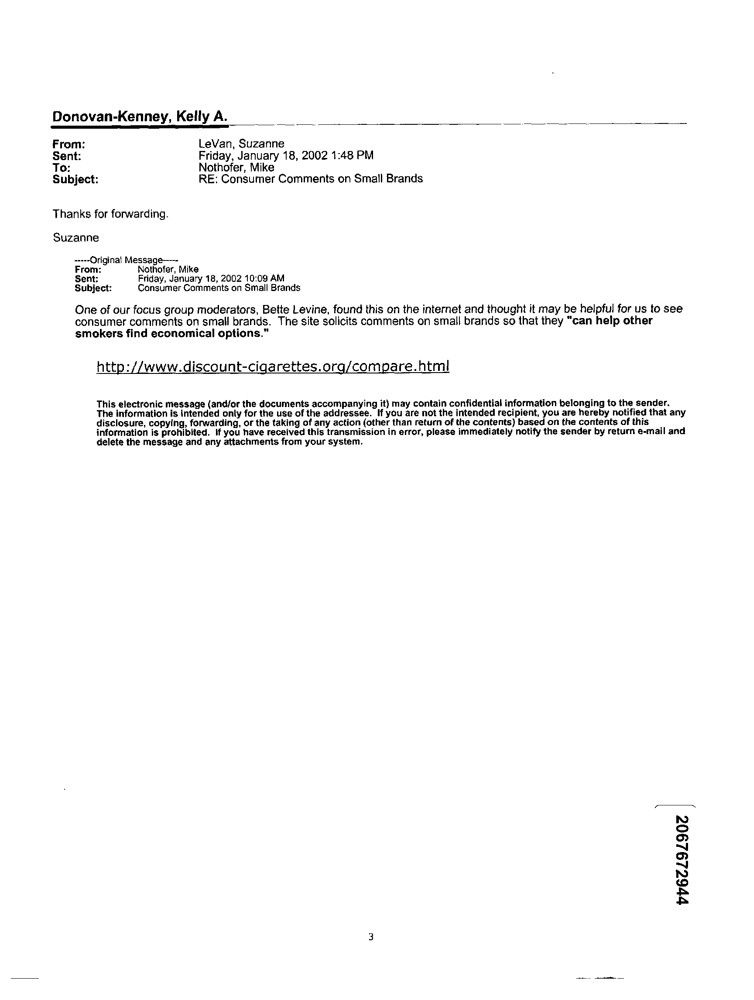 Donovan-Kenney, Kelly A.
From: LeVan, Suzanne
Sent: Friday, January 18, 2002 1:48 PM
To: Nothofer, Mike
Subject: RE: Consumer Comments on Small Brands
Thanks for forwarding.
Suzanne
-----Original Message-----
From: Nothofer, Mike
Sent: Friday, January 18, 2002 10:09 AM
Subject: Consumer Comments on Small Brands
One of our focus group moderators, Bette Levine, found this on the internet and thought it may be helpful for us to see
consumer comments on small brands. The site solicits comments on small brands so that they "can help other
smokers find economical options."
http://www.discount-cigarettes.org/compare.html
This electronic message (and/or the documents accompanying it) may contain confidential information belonging to the sender.
The information is intended only for the use of the addressee. If you are not the intended recipient, you are hereby notified that any
disclosure, copying, forwarding, or the taking of any action (other than return of the contents) based on the contents of this
information is prohibited. If you have received this transmission in error, please immediately notify the sender by return e-mail and
delete the message and any attachments from your system.
2067672944
3